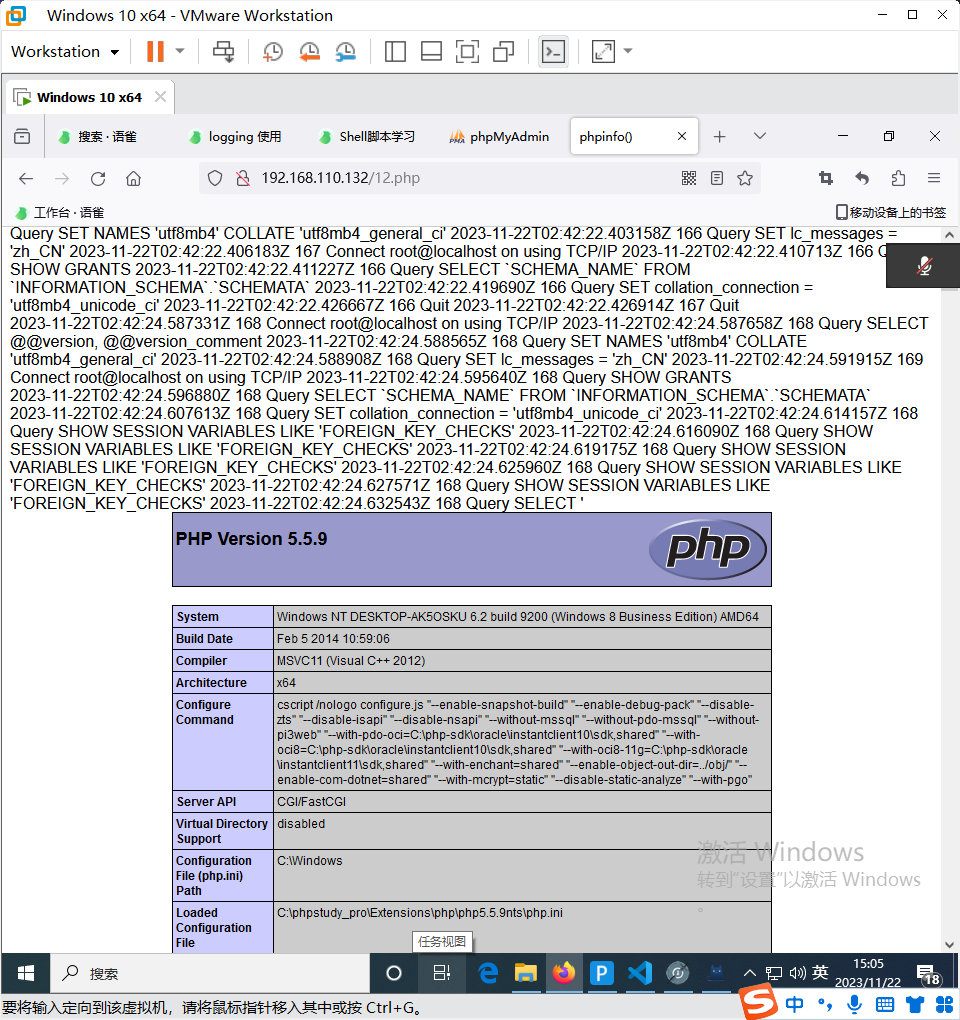 Windows 10 x64 - VMware Workstation
Workstation
Windows 10 x64
搜索 · 语雀
logging 使用
Shell脚本学习
phpMyAdmin
phpinfo()
192.168.110.132/12.php
工作台 · 语雀
移动设备上的书签
Query SET NAMES 'utf8mb4' COLLATE 'utf8mb4_general_ci' 2023-11-22T02:42:22.403158Z 166 Query SET lc_messages =
'zh_CN' 2023-11-22T02:42:22.406183Z 167 Connect root@localhost on using TCP/IP 2023-11-22T02:42:22.410713Z 166
SHOW GRANTS 2023-11-22T02:42:22.411227Z 166 Query SELECT `SCHEMA_NAME` FROM
`INFORMATION_SCHEMA`.`SCHEMATA` 2023-11-22T02:42:22.419690Z 166 Query SET collation_connection =
'utf8mb4_unicode_ci' 2023-11-22T02:42:22.426667Z 166 Quit 2023-11-22T02:42:22.426914Z 167 Quit
2023-11-22T02:42:24.587331Z 168 Connect root@localhost on using TCP/IP 2023-11-22T02:42:24.587658Z 168 Query SELECT
@@version, @@version_comment 2023-11-22T02:42:24.588565Z 168 Query SET NAMES 'utf8mb4' COLLATE
'utf8mb4_general_ci' 2023-11-22T02:42:24.588908Z 168 Query SET lc_messages = 'zh_CN' 2023-11-22T02:42:24.591915Z 169
Connect root@localhost on using TCP/IP 2023-11-22T02:42:24.595640Z 168 Query SHOW GRANTS
2023-11-22T02:42:24.596880Z 168 Query SELECT `SCHEMA_NAME` FROM `INFORMATION_SCHEMA`.`SCHEMATA`
2023-11-22T02:42:24.607613Z 168 Query SET collation_connection = 'utf8mb4_unicode_ci' 2023-11-22T02:42:24.614157Z 168
Query SHOW SESSION VARIABLES LIKE 'FOREIGN_KEY_CHECKS' 2023-11-22T02:42:24.616090Z 168 Query SHOW
SESSION VARIABLES LIKE 'FOREIGN_KEY_CHECKS' 2023-11-22T02:42:24.619175Z 168 Query SHOW SESSION
VARIABLES LIKE 'FOREIGN_KEY_CHECKS' 2023-11-22T02:42:24.625960Z 168 Query SHOW SESSION VARIABLES LIKE
'FOREIGN_KEY_CHECKS' 2023-11-22T02:42:24.627571Z 168 Query SHOW SESSION VARIABLES LIKE
'FOREIGN_KEY_CHECKS' 2023-11-22T02:42:24.632543Z 168 Query SELECT '
PHP Version 5.5.9
php
System Windows NT DESKTOP-AK5OSKU 6.2 build 9200 (Windows 8 Business Edition) AMD64
Build Date Feb 5 2014 10:59:06
Compiler MSVC11 (Visual C++ 2012)
Architecture x64
Configure Command
cscript /nologo configure.js "--enable-snapshot-build" "--enable-debug-pack" "--disable-
zts" "--disable-isapi" "--disable-nsapi" "--without-mssql" "--without-pdo-mssql" "--without-
pi3web" "--with-pdo-oci=C:\php-sdk\oracle\instantclient10\sdk,shared" "--with-
oci8=C:\php-sdk\oracle\instantclient10\sdk,shared" "--with-oci8-11g=C:\php-sdk\oracle
\instantclient11\sdk,shared" "--with-enchant=shared" "--enable-object-out-dir=../obj/" "--
enable-com-dotnet=shared" "--with-mcrypt=static" "--disable-static-analyze" "--with-pgo"
Server API CGI/FastCGI
Virtual Directory Support disabled
Configuration File (php.ini) Path C:\Windows
Loaded Configuration File C:\phpstudy_pro\Extensions\php\php5.5.9nts\php.ini
激活 Windows
转到"设置"以激活 Windows
。
任务视图
搜索
英
15:05
2023/11/22
18
要将输入定向到该虚拟机，请将鼠标指针移入其中或按 Ctrl+G。
中